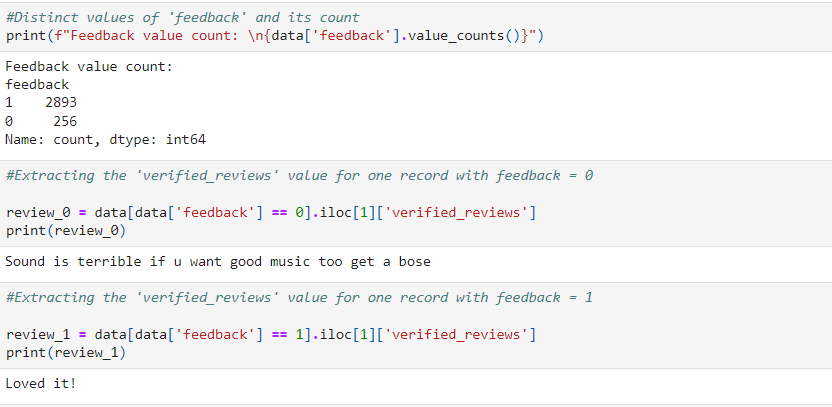 #Distinct values of 'feedback' and its count
print(f"Feedback value count: \n{data['feedback'].value_counts()}")
Feedback value count:
feedback
1    2893
0     256
Name: count, dtype: int64
#Extracting the 'verified_reviews' value for one record with feedback = 0
review_0 = data[data['feedback'] == 0].iloc[1]['verified_reviews']
print(review_0)
Sound is terrible if u want good music too get a bose
#Extracting the 'verified_reviews' value for one record with feedback = 1
review_1 = data[data['feedback'] == 1].iloc[1]['verified_reviews']
print(review_1)
Loved it!